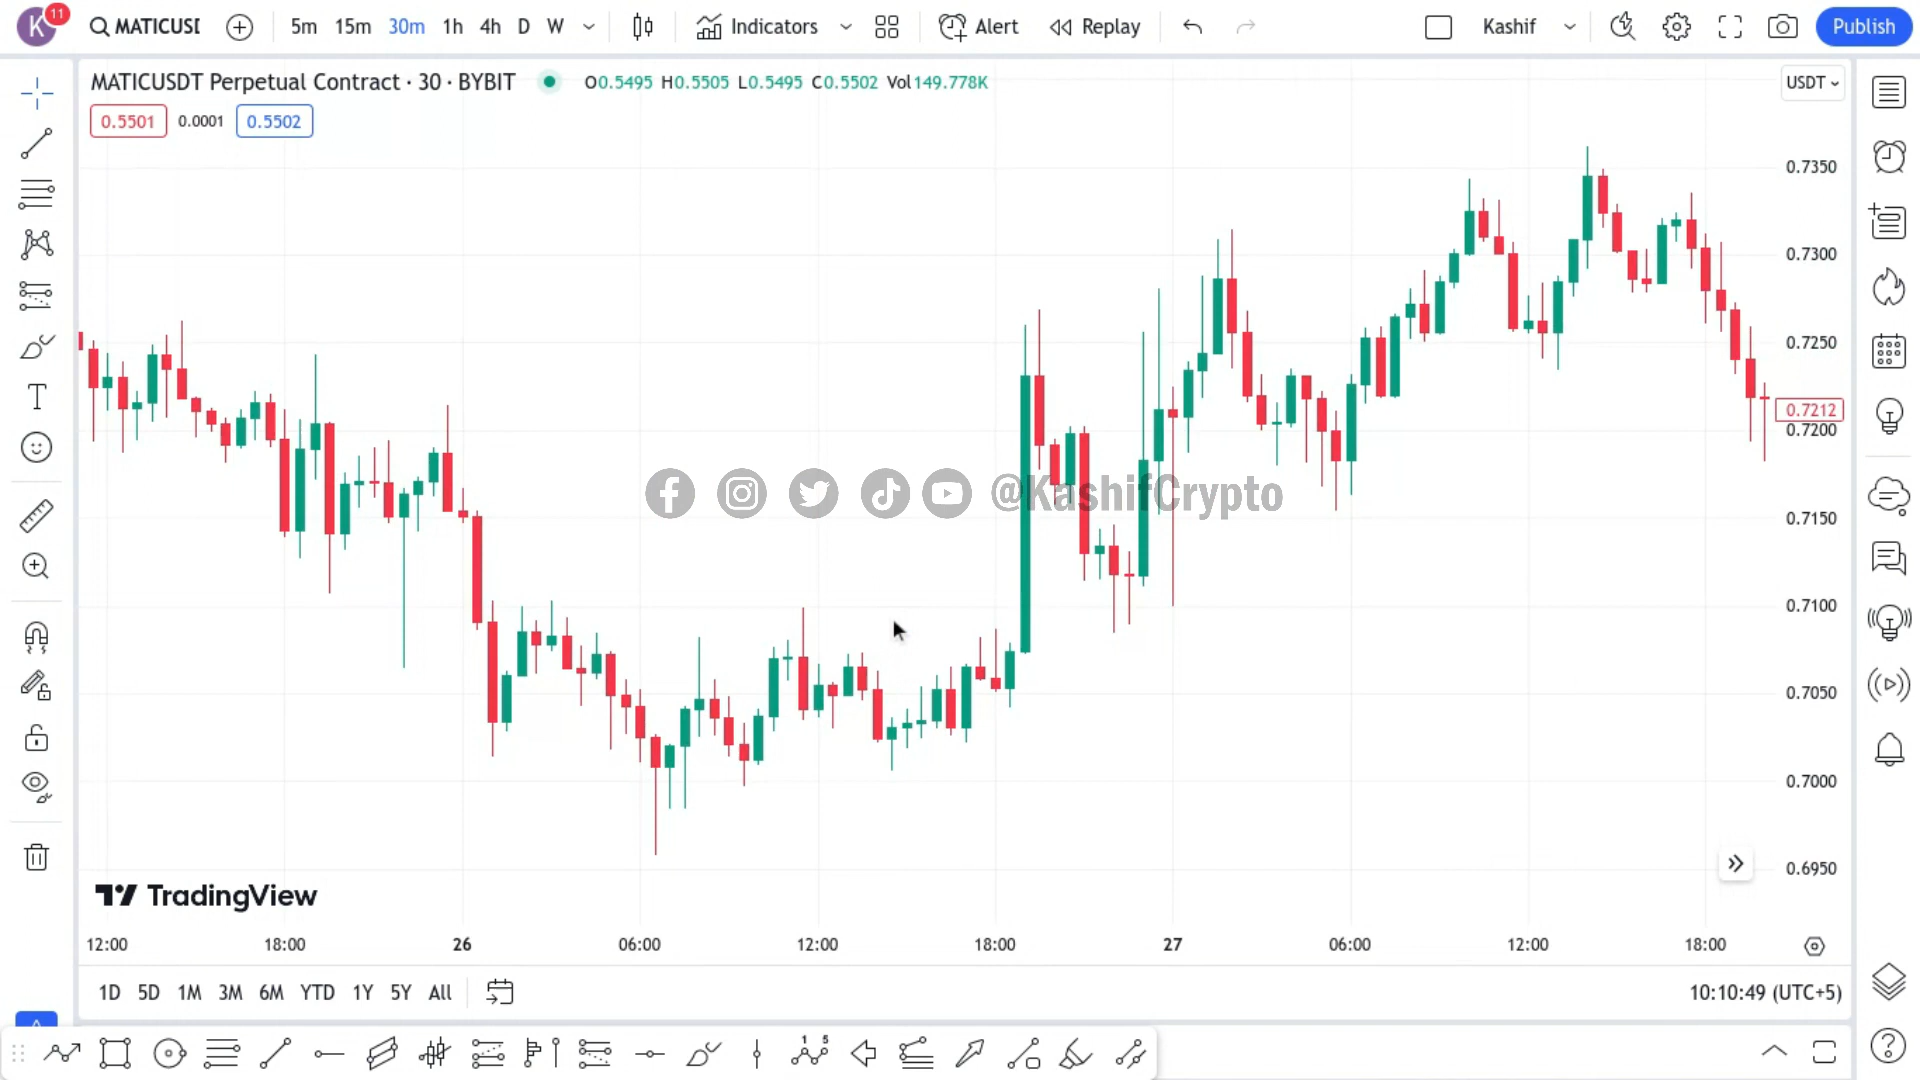 K 11 MATICUSD 5m 15m 30m 1h 4h D W Indicators Alert Replay Kashif Publish
MATICUSDT Perpetual Contract · 30 · BYBIT O0.5495 H0.5505 L0.5495 C0.5502 Vol149.778K USDT
0.5501 0.0001 0.5502
0.7350
0.7300
0.7250
0.7212
0.7200
@KashifCrypto
0.7150
0.7100
0.7050
0.7000
0.6950
TradingView
12:00 18:00 26 06:00 12:00 18:00 27 06:00 12:00 18:00
1D 5D 1M 3M 6M YTD 1Y 5Y All 10:10:49 (UTC+5)
1 5